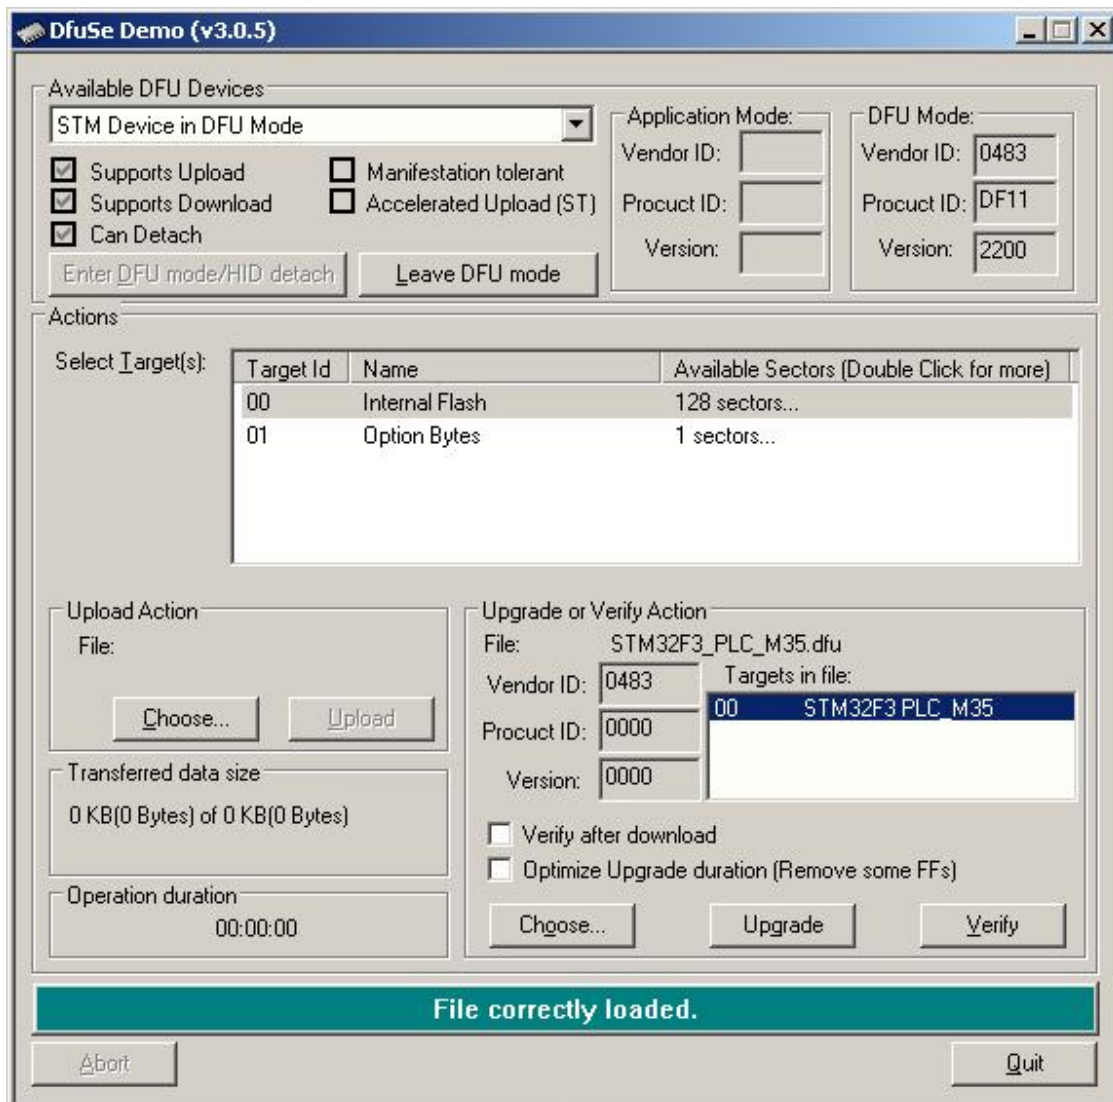 DfuSe Demo (v3.0.5)
Available DFU Devices
STM Device in DFU Mode
Supports Upload
Manifestation tolerant
Supports Download
Accelerated Upload (ST)
Can Detach
Enter DFU mode/HID detach
Leave DFU mode
Application Mode:
Vendor ID:
Procuct ID:
Version:
DFU Mode:
Vendor ID: 0483
Procuct ID: DF11
Version: 2200
Actions
Select Target(s):
Target Id Name Available Sectors (Double Click for more)
00 Internal Flash 128 sectors...
01 Option Bytes 1 sectors...
Upload Action
File:
Choose... Upload
Transferred data size
0 KB(0 Bytes) of 0 KB(0 Bytes)
Operation duration
00:00:00
Upgrade or Verify Action
File: STM32F3_PLC_M35.dfu
Vendor ID: 0483
Procuct ID: 0000
Version: 0000
Targets in file:
00 STM32F3 PLC_M35
Verify after download
Optimize Upgrade duration (Remove some FFs)
Choose... Upgrade Verify
File correctly loaded.
Abort Quit